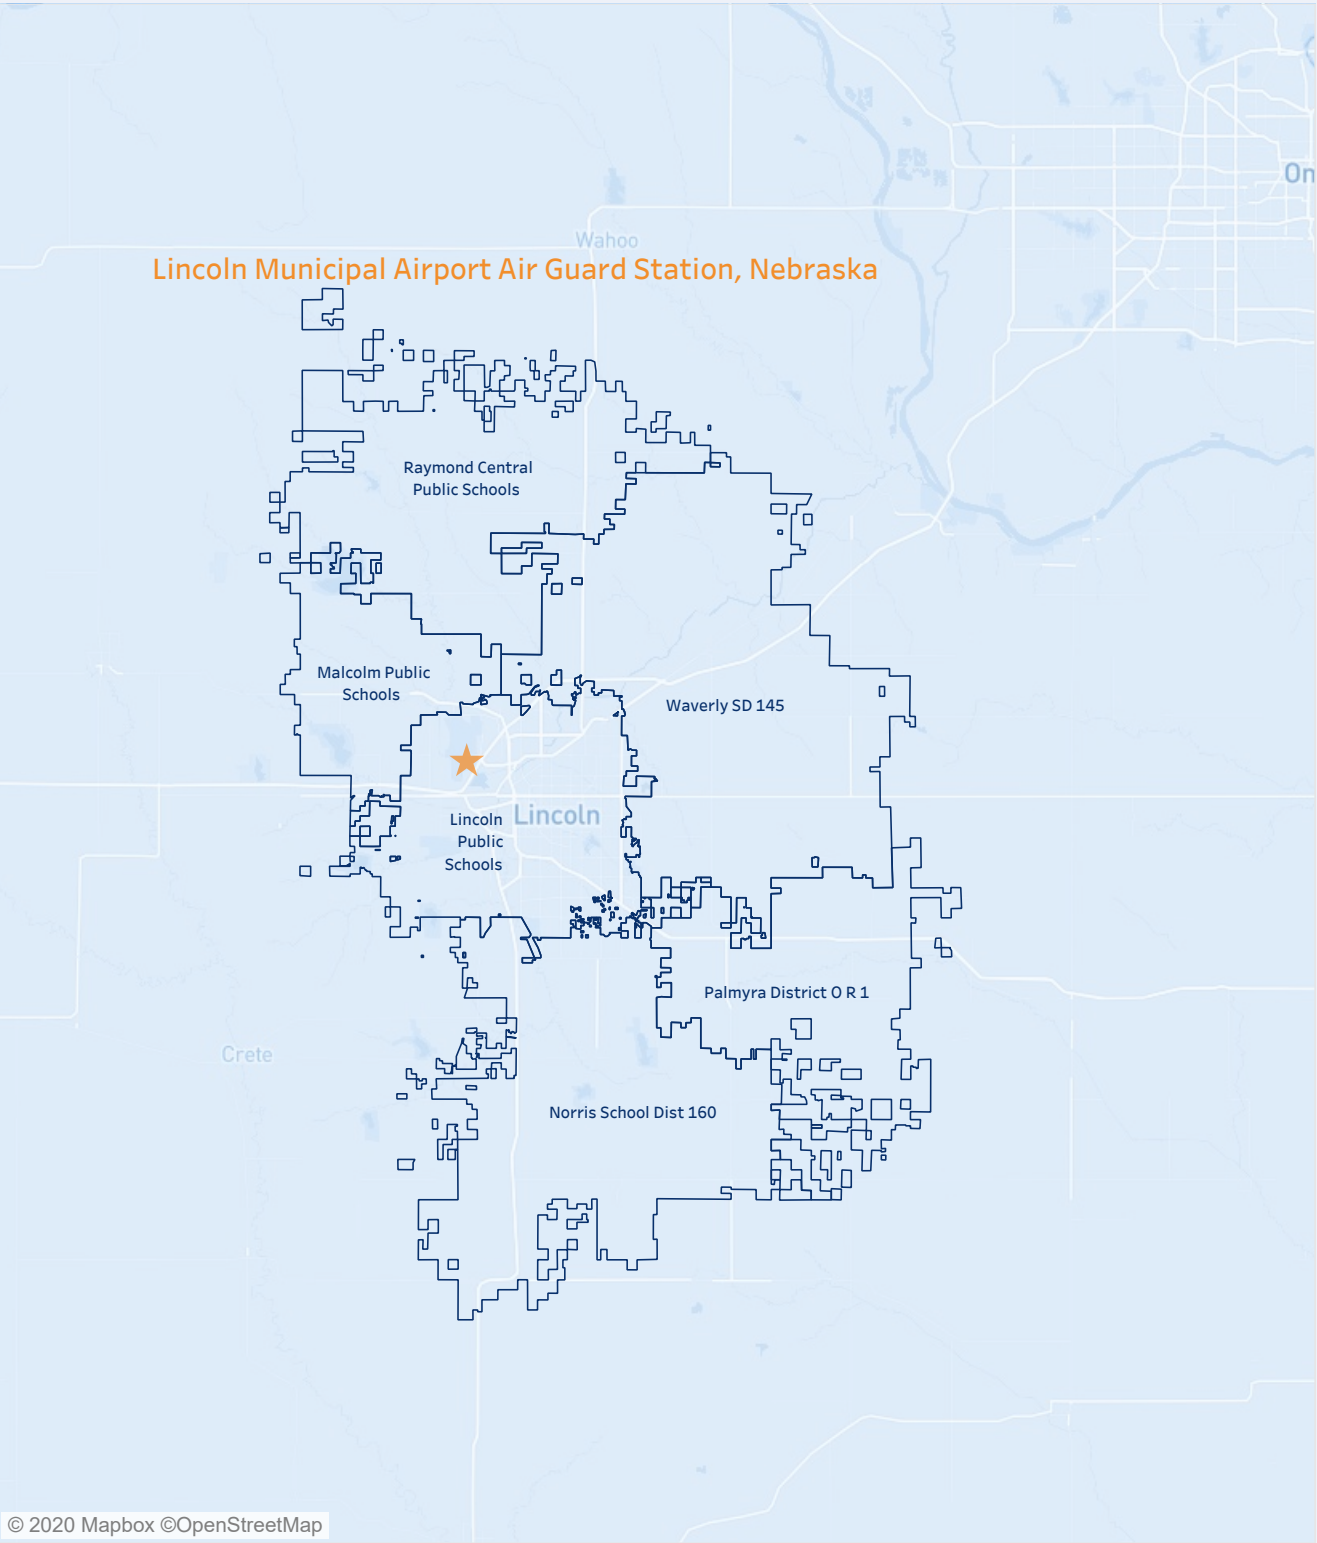 On
Wahoo
Lincoln Municipal Airport Air Guard Station, Nebraska
Raymond Central
Public Schools
Malcolm Public
Schools
Waverly SD 145
Lincoln
Lincoln
Public
Schools
Palmyra District O R 1
Crete
Norris School Dist 160
© 2020 Mapbox ©OpenStreetMap